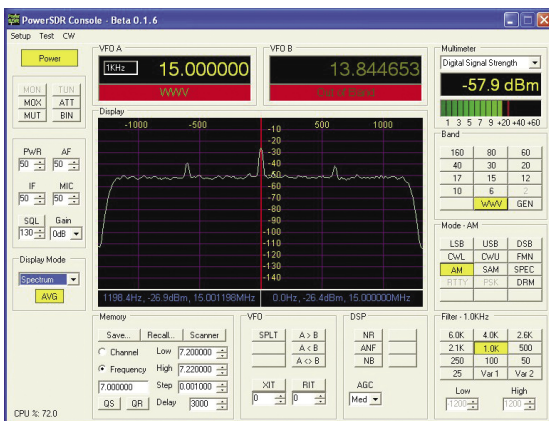 PowerSDR Console - Beta 0.1.6
Setup Test CW
Power
MON TUN
MOX ATT
MUT BIN
PWR AF
50 50
IF MIC
50 50
SQL Gain
130 0dB
Display Mode
Spectrum
AVG
CPU %: 72.0
VFO A
1KHz 15.000000
WWV
VFO B
13.844653
Out of Band
Display
-1000 -500 500 1000
-10
-20
-30
-40
-50
-60
-70
-80
-90
-100
-110
-120
-130
-140
1198.4Hz, -26.9dBm, 15.001198MHz 0.0Hz, -26.4dBm, 15.000000MHz
Memory
Save... Recall... Scanner
Channel Low 7.200000
Frequency High 7.220000
7.000000 Step 0.001000
QS QR Delay 3000
VFO
SPLT A > B
A < B
A <> B
XIT RIT
0 0
DSP
NR
ANF
NB
AGC
Med
Multimeter
Digital Signal Strength
-57.9 dBm
1 3 5 7 9 +20 +40 +60
Band
160 80 60
40 30 20
17 15 12
10 6 2
WWV GEN
Mode - AM
LSB USB DSB
CWL CWU FMN
AM SAM SPEC
RTTY PSK DRM
Filter - 1.0KHz
6.0K 4.0K 2.6K
2.1K 1.0K 500
250 100 50
25 Var 1 Var 2
Low High
-1200 1200